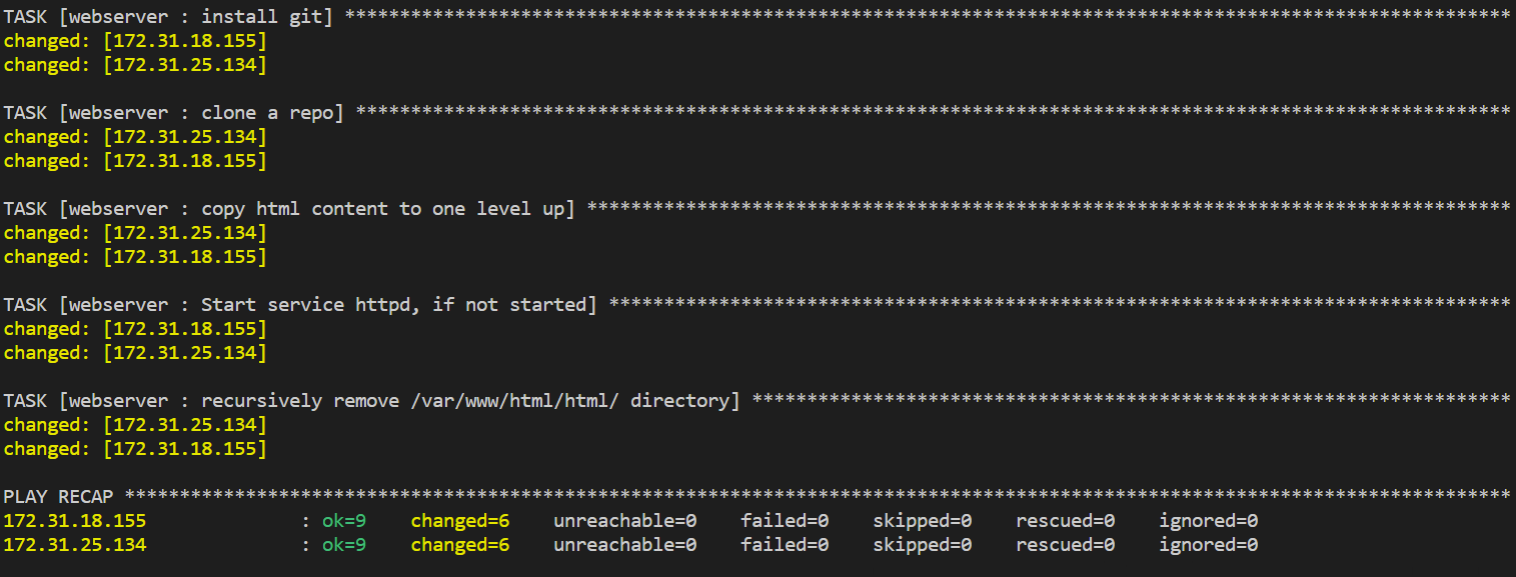 TASK [webserver : install git] **********************************************************************************************************
changed: [172.31.18.155]
changed: [172.31.25.134]
TASK [webserver : clone a repo] *********************************************************************************************************
changed: [172.31.25.134]
changed: [172.31.18.155]
TASK [webserver : copy html content to one level up] ************************************************************************************
changed: [172.31.25.134]
changed: [172.31.18.155]
TASK [webserver : Start service httpd, if not started] **********************************************************************************
changed: [172.31.18.155]
changed: [172.31.25.134]
TASK [webserver : recursively remove /var/www/html/html/ directory] *********************************************************************
changed: [172.31.25.134]
changed: [172.31.18.155]
PLAY RECAP ******************************************************************************************************************************
172.31.18.155 : ok=9 changed=6 unreachable=0 failed=0 skipped=0 rescued=0 ignored=0
172.31.25.134 : ok=9 changed=6 unreachable=0 failed=0 skipped=0 rescued=0 ignored=0